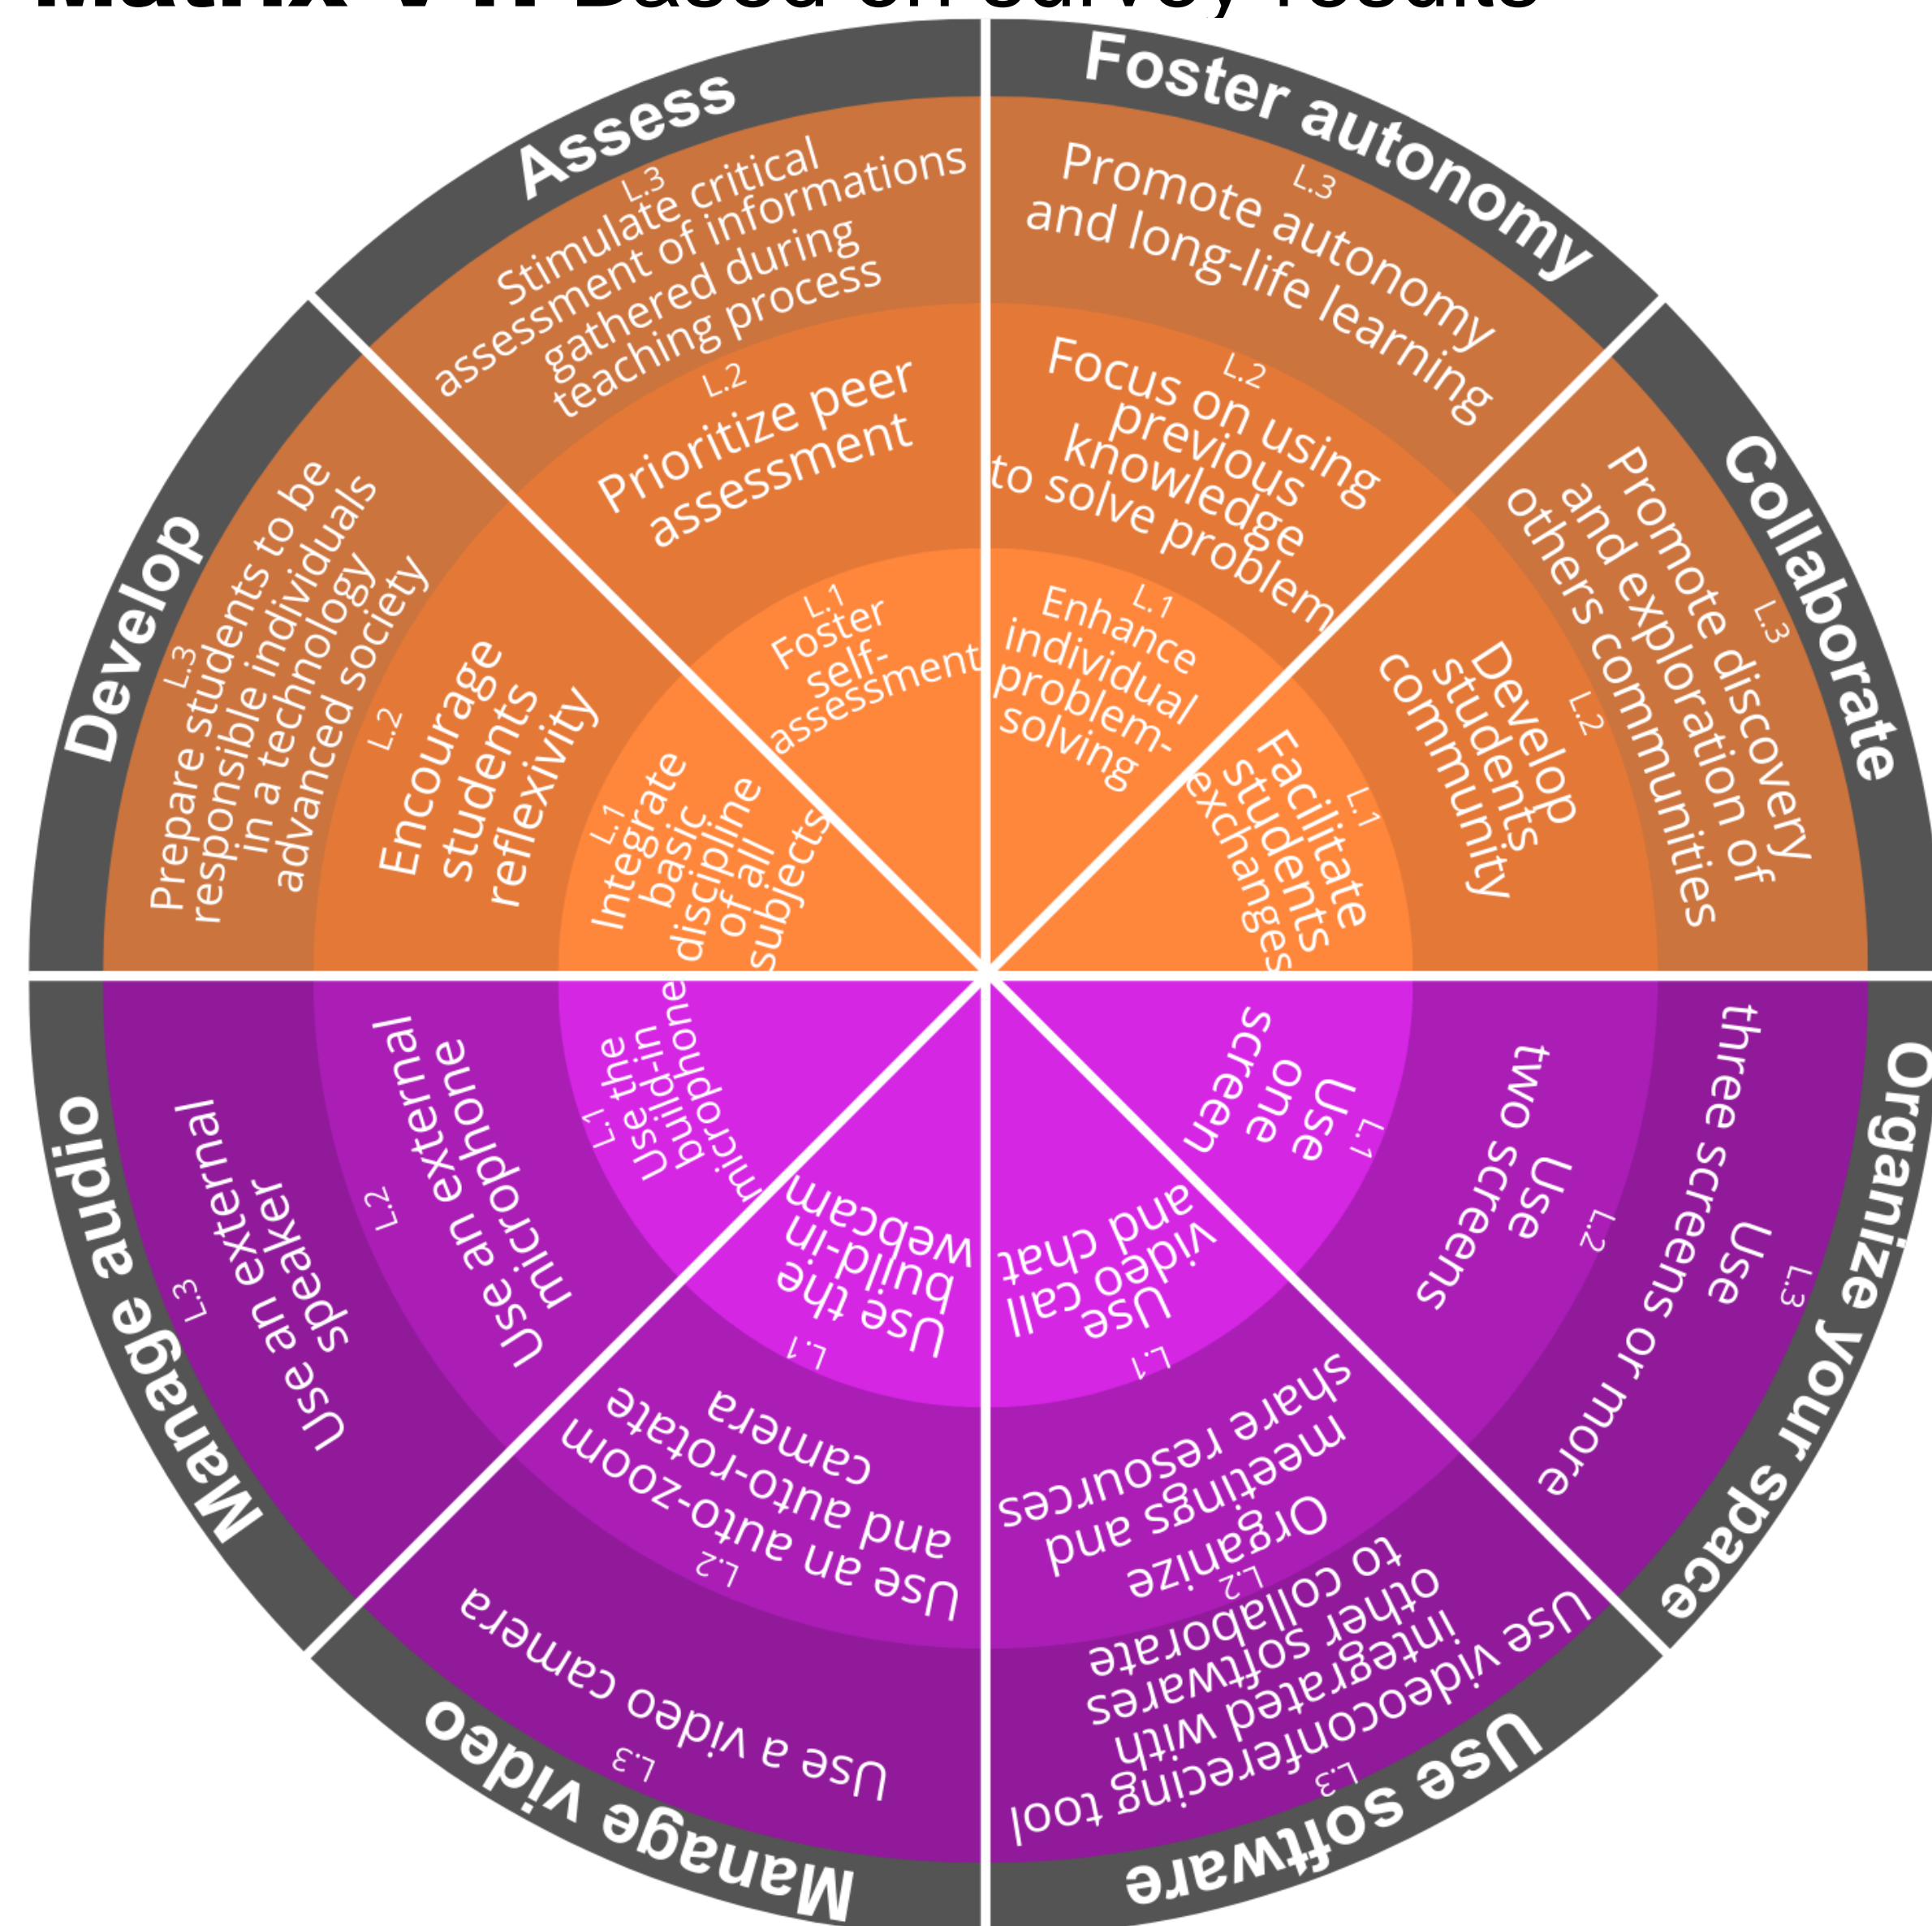 Assess
L.3
Stimulate critical
assessment of informations
gathered during
teaching process
L.2
Prioritize peer
assessment
L.1
Foster
self-
assessment
Foster autonomy
L.3
Promote autonomy
and long-life learning
L.2
Focus on using
previous
knowledge
to solve problem
L.1
Enhance
individual
problem-
solving
Collaborate
L.3
Promote discovery
and exploration of
others communities
L.2
Develop
students
community
L.1
Facilitate
students
exchanges
Organize your space
L.3
Use
three screens or more
L.2
Use
two screens
L.1
Use
one
screen
Use software
L.3
Use videoconferecing tool
integrated with
other softwares
to collaborate
L.2
Organize
meetings and
share resources
L.1
Use
video call
and chat
Manage video
L.3
Use a video camera
L.2
Use an auto-zoom
and auto-rotate
camera
L.1
Use the
build-in
webcam
Manage audio
L.3
Use an external
speaker
L.2
Use an external
microphone
L.1
Use the
build-in
microphone
Develop
L.3
Prepare students to be
responsible individuals
in a technology
advanced society
L.2
Encourage
students
reflexivity
L.1
Integrate
basic
discipline
of all
subjects